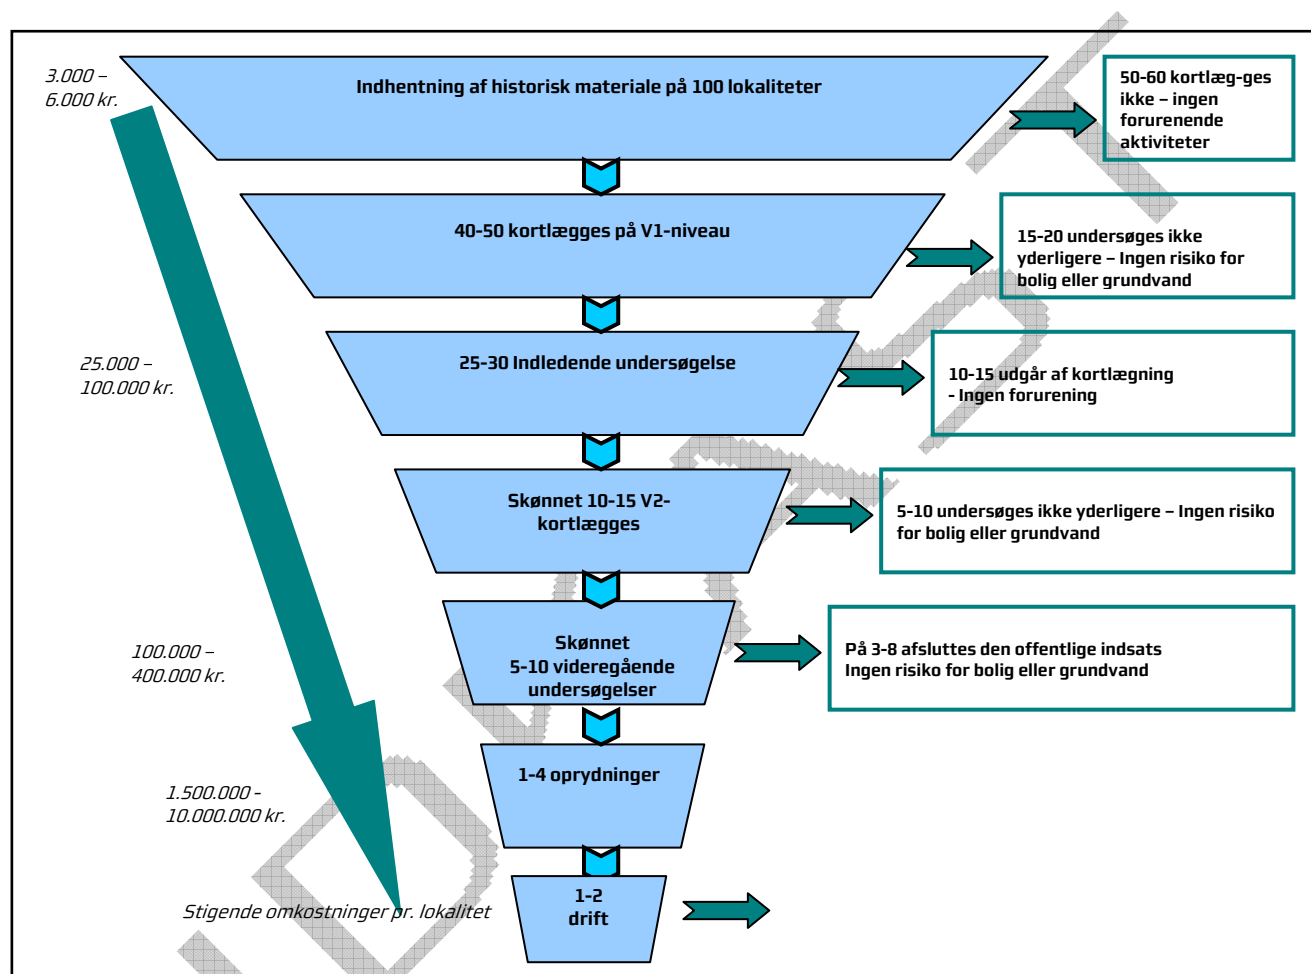 3.000 –
6.000 kr.
Indhentning af historisk materiale på 100 lokaliteter
50-60 kortlæg-ges
ikke – ingen
forurenende
aktiviteter
40-50 kortlægges på V1-niveau
15-20 undersøges ikke
yderligere – Ingen risiko for
bolig eller grundvand
25.000 –
100.000 kr.
25-30 Indledende undersøgelse
10-15 udgår af kortlægning
- Ingen forurening
Skønnet 10-15 V2-
kortlægges
5-10 undersøges ikke yderligere – Ingen risiko
for bolig eller grundvand
100.000 –
400.000 kr.
Skønnet
5-10 videregående
undersøgelser
På 3-8 afsluttes den offentlige indsats
Ingen risiko for bolig eller grundvand
1.500.000 -
10.000.000 kr.
1-4 oprydninger
Stigende omkostninger pr. lokalitet
1-2
drift